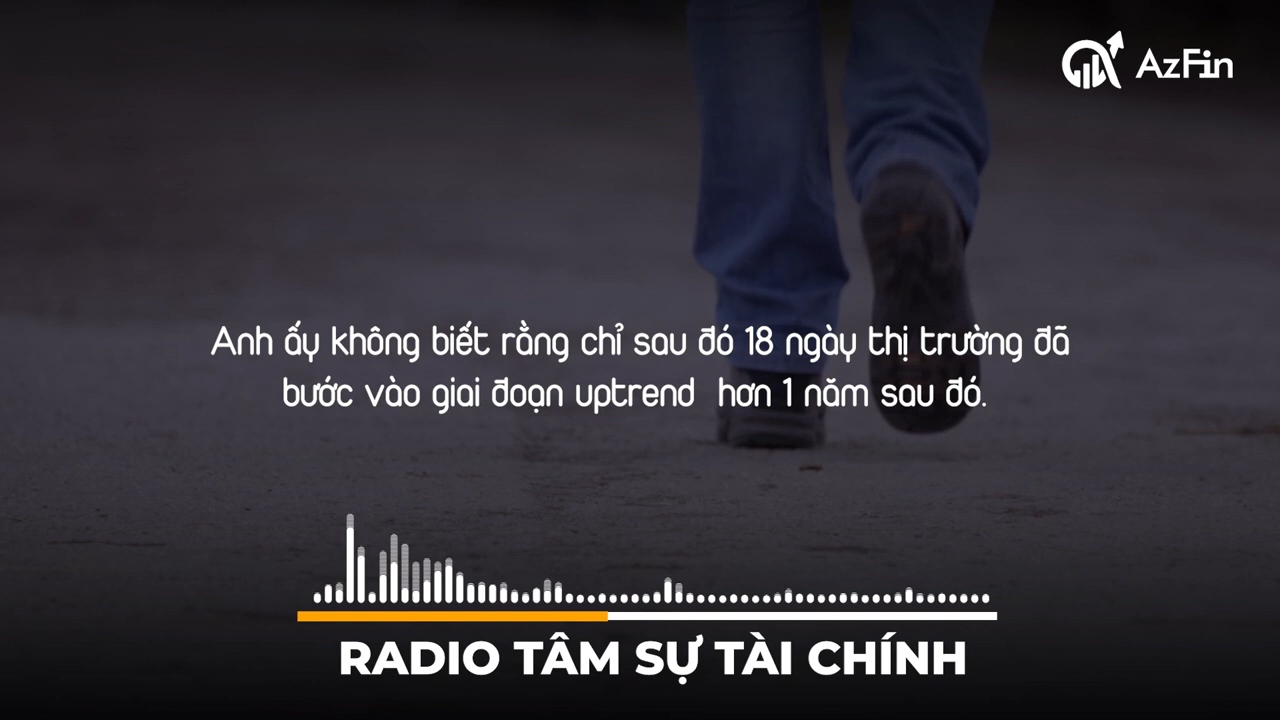 AzFin
Anh ấy không biết rằng chỉ sau đó 18 ngày thị trường đã
bước vào giai đoạn uptrend hơn 1 năm sau đó.
RADIO TÂM SỰ TÀI CHÍNH